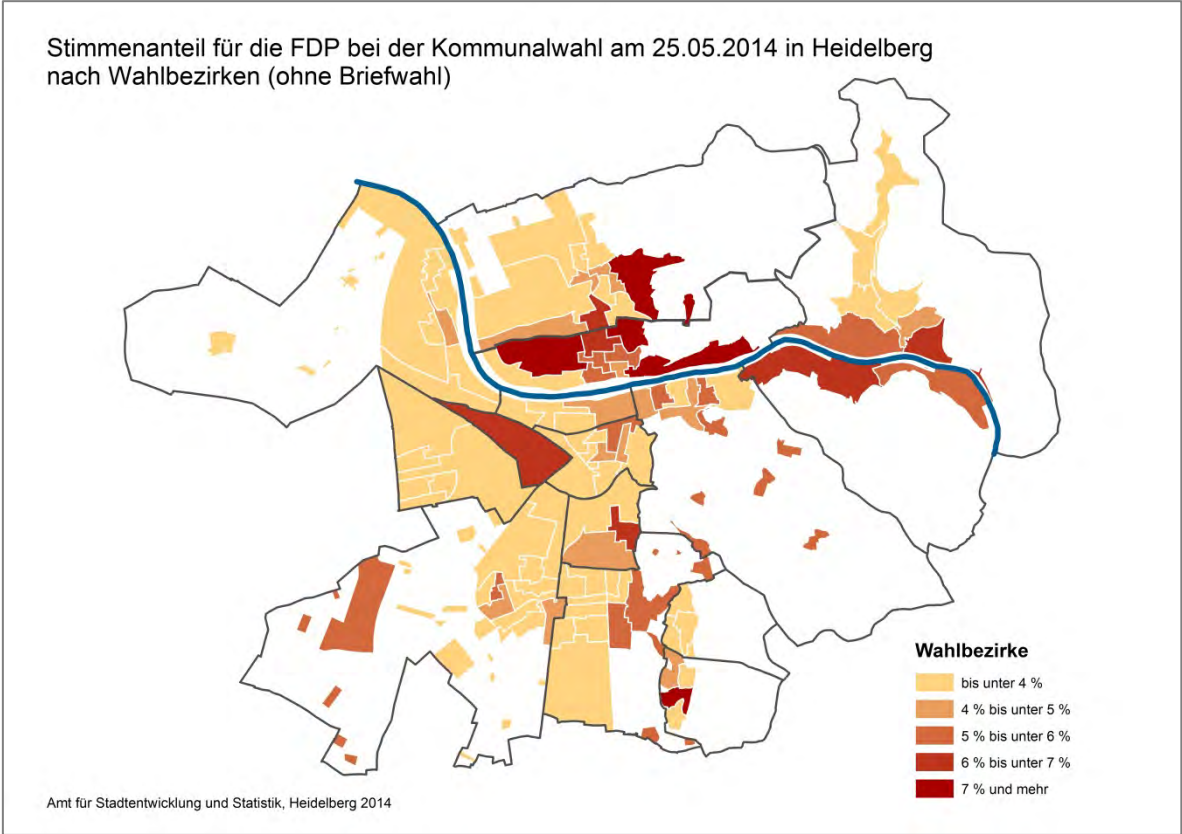 Stimmenanteil für die FDP bei der Kommunalwahl am 25.05.2014 in Heidelberg
nach Wahlbezirken (ohne Briefwahl)
Wahlbezirke
bis unter 4 %
4 % bis unter 5 %
5 % bis unter 6 %
6 % bis unter 7 %
7 % und mehr
Amt für Stadtentwicklung und Statistik, Heidelberg 2014